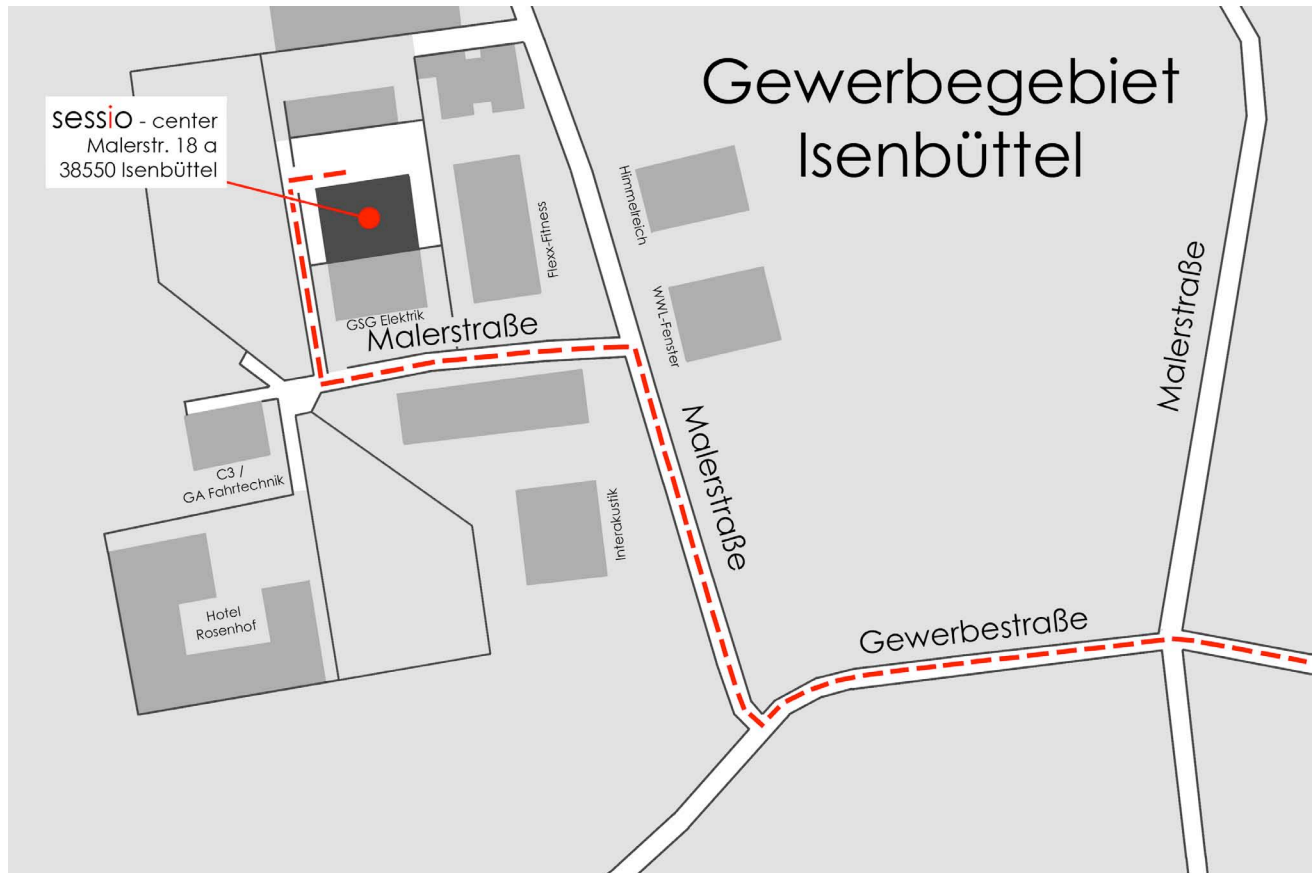 Gewerbegebiet
Isenbüttel
sessio - center
Malerstr. 18 a
38550 Isenbüttel
Himmelreich
Flexx-Fitness
WWL-Fenster
GSG Elektrik
Malerstraße
Malerstraße
Malerstraße
C3 /
GA Fahrtechnik
Interakustik
Hotel
Rosenhof
Gewerbestraße